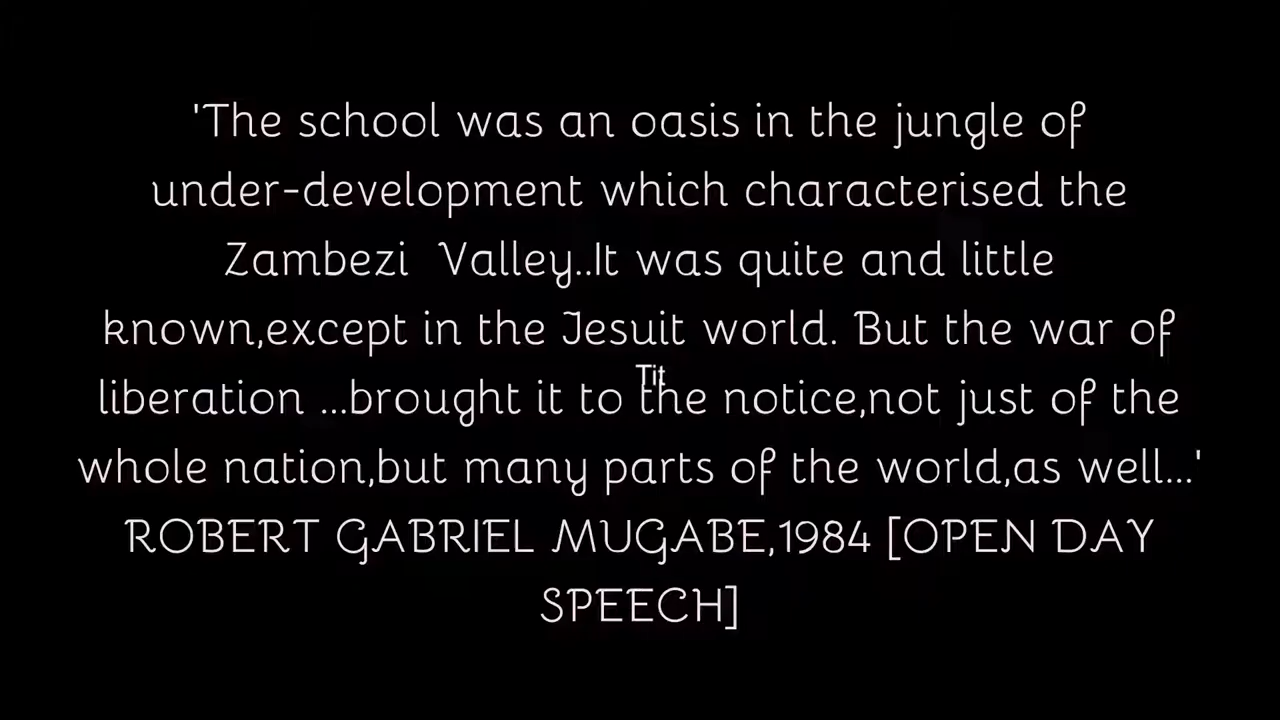 'The school was an oasis in the jungle of
under-development which characterised the
Zambezi Valley..It was quite and little
known,except in the Jesuit world. But the war of
Tit
liberation ...brought it to the notice,not just of the
whole nation,but many parts of the world,as well...'
ROBERT GABRIEL MUGABE,1984 [OPEN DAY
SPEECH]